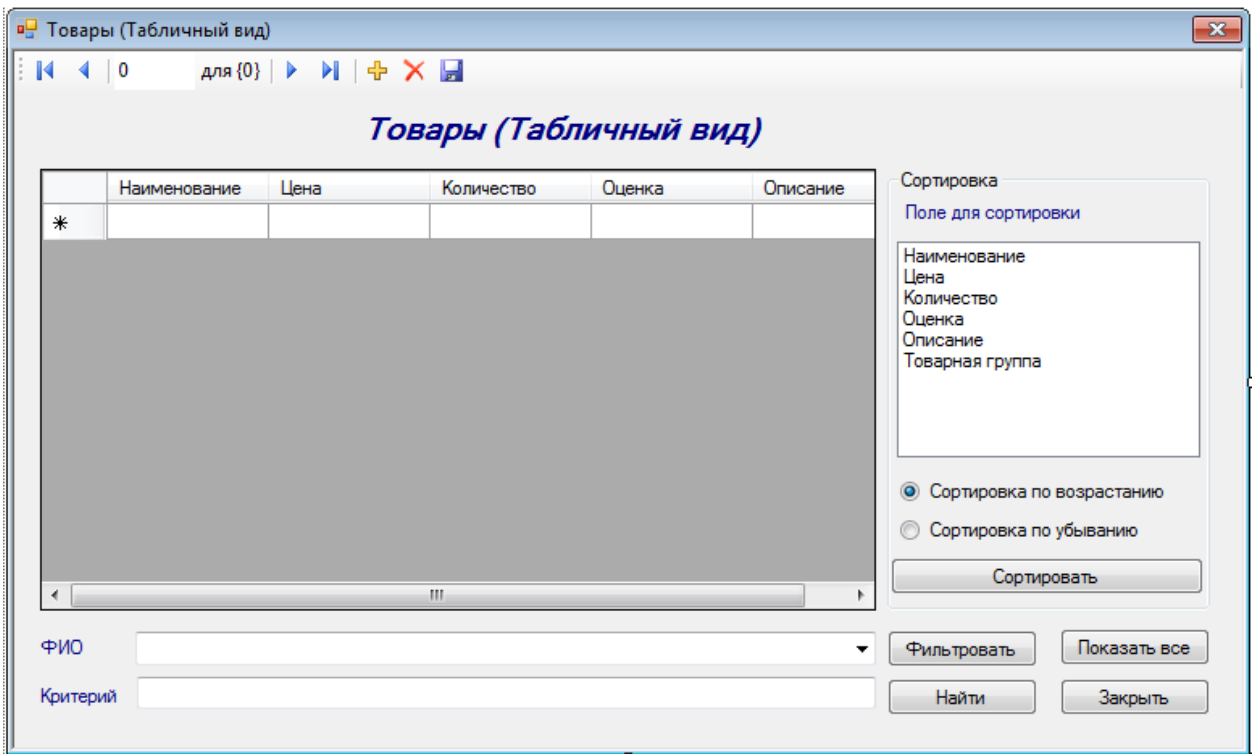 Товары (Табличный вид)
0 для {0}
Товары (Табличный вид)
Наименование Цена Количество Оценка Описание
Сортировка
Поле для сортировки
Наименование
Цена
Количество
Оценка
Описание
Товарная группа
Сортировка по возрастанию
Сортировка по убыванию
Сортировать
ФИО
Фильтровать Показать все
Критерий
Найти Закрыть